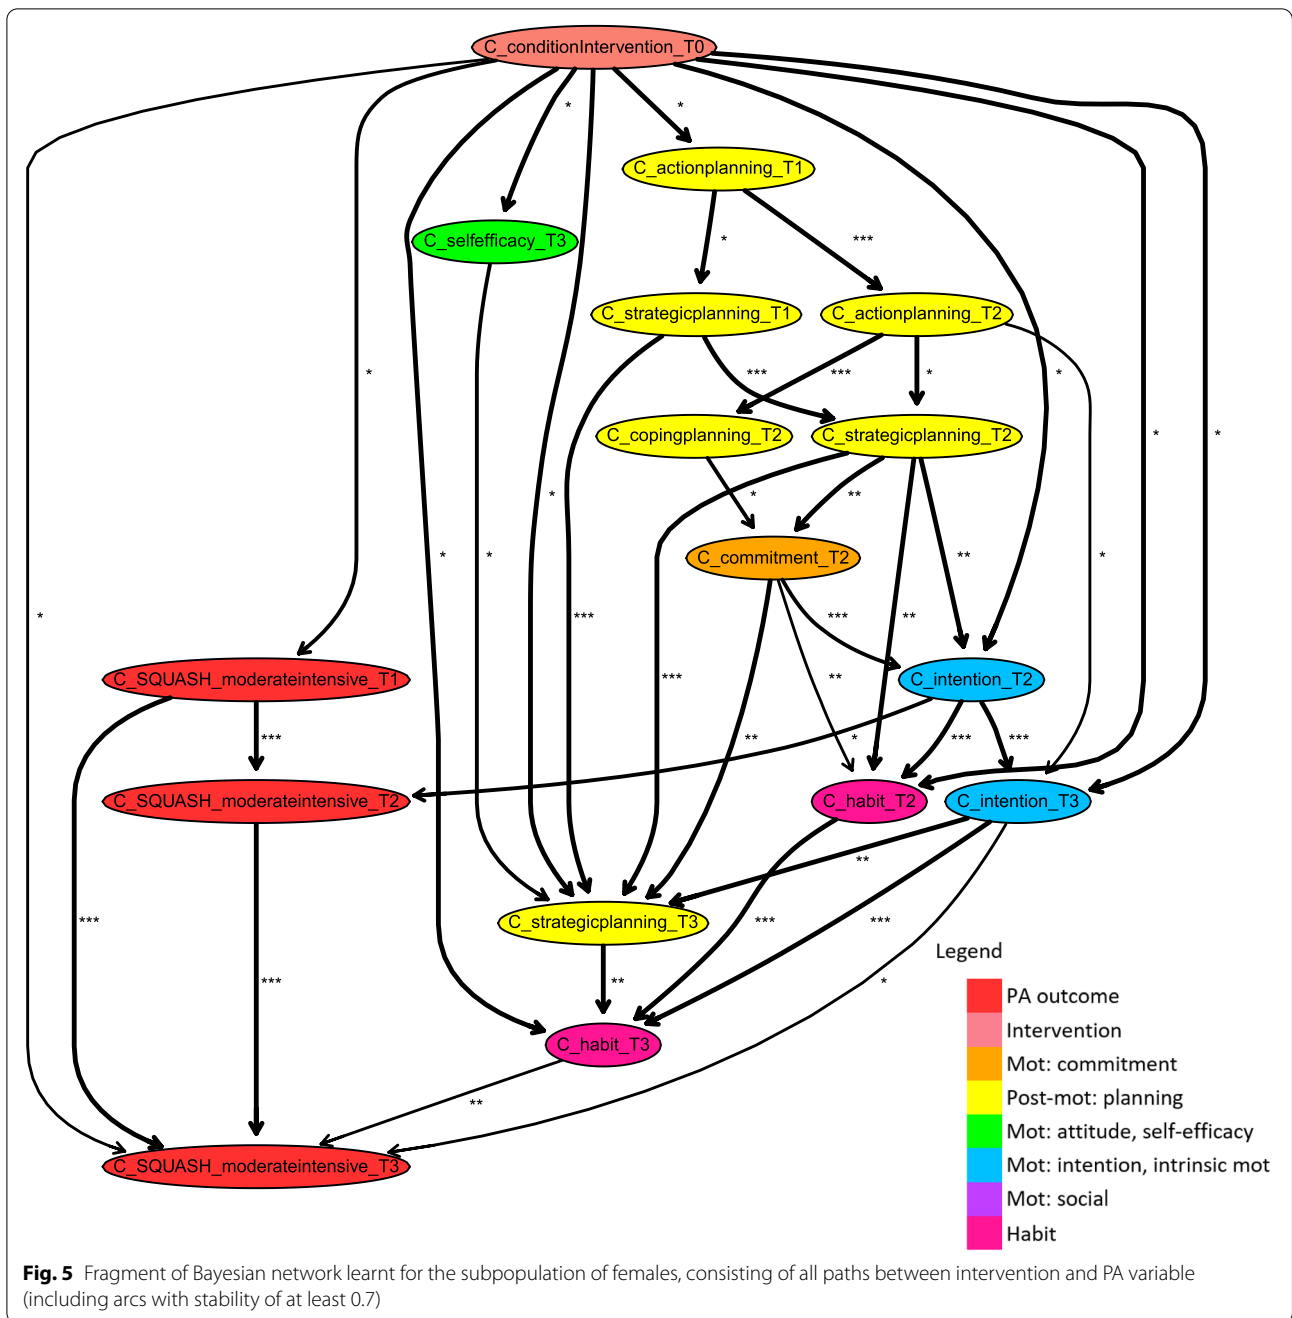 C_conditionIntervention_T0
*
*
C_actionplanning_T1
C_selfefficacy_T3
*
***
C_strategicplanning_T1
C_actionplanning_T2
*
***
***
*
*
C_copingplanning_T2
C_strategicplanning_T2
*
*
*
*
**
*
*
C_commitment_T2
**
*
*
***
***
**
C_SQUASH_moderateintensive_T1
***
**
C_intention_T2
***
**
*
***
***
C_SQUASH_moderateintensive_T2
C_habit_T2
C_intention_T3
**
***
C_strategicplanning_T3
***
***
***
**
*
C_habit_T3
**
C_SQUASH_moderateintensive_T3
Legend
PA outcome
Intervention
Mot: commitment
Post-mot: planning
Mot: attitude, self-efficacy
Mot: intention, intrinsic mot
Mot: social
Habit
Fig. 5 Fragment of Bayesian network learnt for the subpopulation of females, consisting of all paths between intervention and PA variable
(including arcs with stability of at least 0.7)